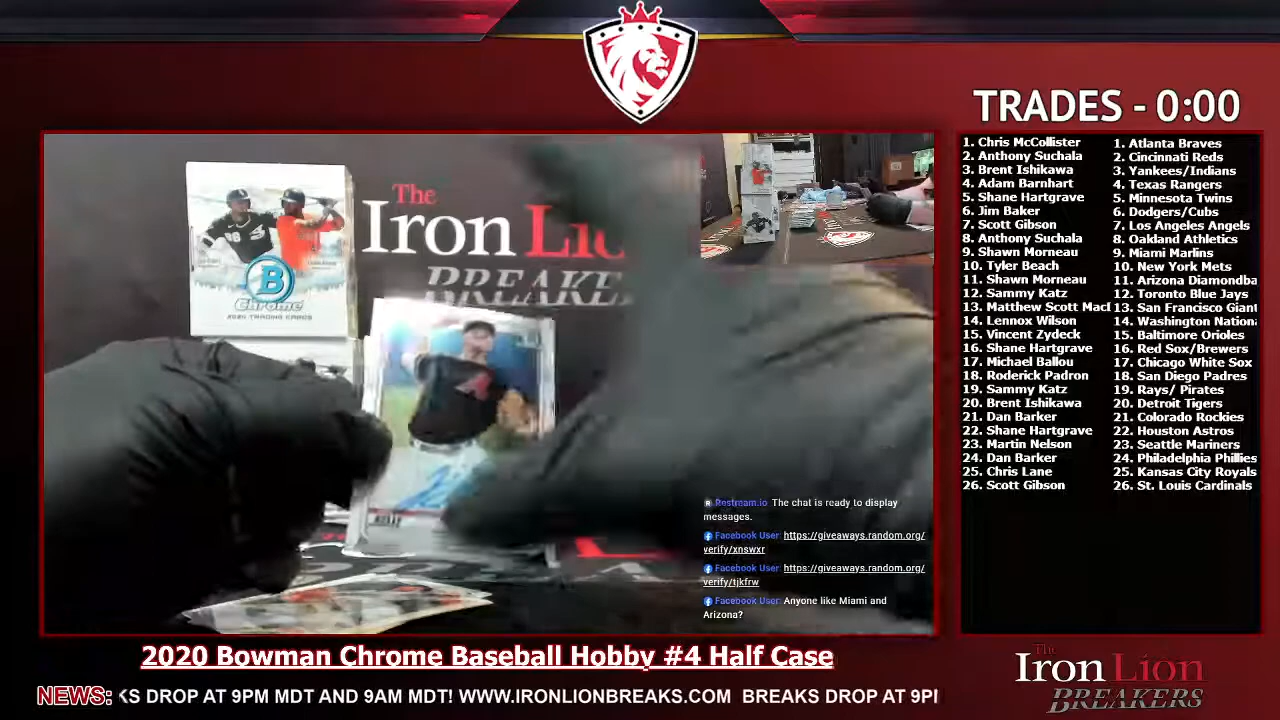 TRADES - 0:00
1. Chris McCollister
2. Anthony Suchala
3. Brent Ishikawa
4. Adam Barnhart
5. Shane Hartgrave
6. Jim Baker
7. Scott Gibson
8. Anthony Suchala
9. Shawn Morneau
10. Tyler Beach
11. Shawn Morneau
12. Sammy Katz
13. Matthew Scott Macl
14. Lennox Wilson
15. Vincent Zydeck
16. Shane Hartgrave
17. Michael Ballou
18. Roderick Padron
19. Sammy Katz
20. Brent Ishikawa
21. Dan Barker
22. Shane Hartgrave
23. Martin Nelson
24. Dan Barker
25. Chris Lane
26. Scott Gibson
1. Atlanta Braves
2. Cincinnati Reds
3. Yankees/Indians
4. Texas Rangers
5. Minnesota Twins
6. Dodgers/Cubs
7. Los Angeles Angels
8. Oakland Athletics
9. Miami Marlins
10. New York Mets
11. Arizona Diamondba
12. Toronto Blue Jays
13. San Francisco Giant
14. Washington Nation
15. Baltimore Orioles
16. Red Sox/Brewers
17. Chicago White Sox
18. San Diego Padres
19. Rays/ Pirates
20. Detroit Tigers
21. Colorado Rockies
22. Houston Astros
23. Seattle Mariners
24. Philadelphia Phillies
25. Kansas City Royals
26. St. Louis Cardinals
The
Iron Lio
BREAKE
B
Chrome
2020 TRADING CARDS
Restream.io The chat is ready to display
messages.
Facebook User: https://giveaways.random.org/
verify/xnswxr
Facebook User: https://giveaways.random.org/
verify/tjkfrw
Facebook User: Anyone like Miami and
Arizona?
2020 Bowman Chrome Baseball Hobby #4 Half Case
NEWS: KS DROP AT 9PM MDT AND 9AM MDT! WWW.IRONLIONBREAKS.COM BREAKS DROP AT 9PM
The
Iron Lion
BREAKERS